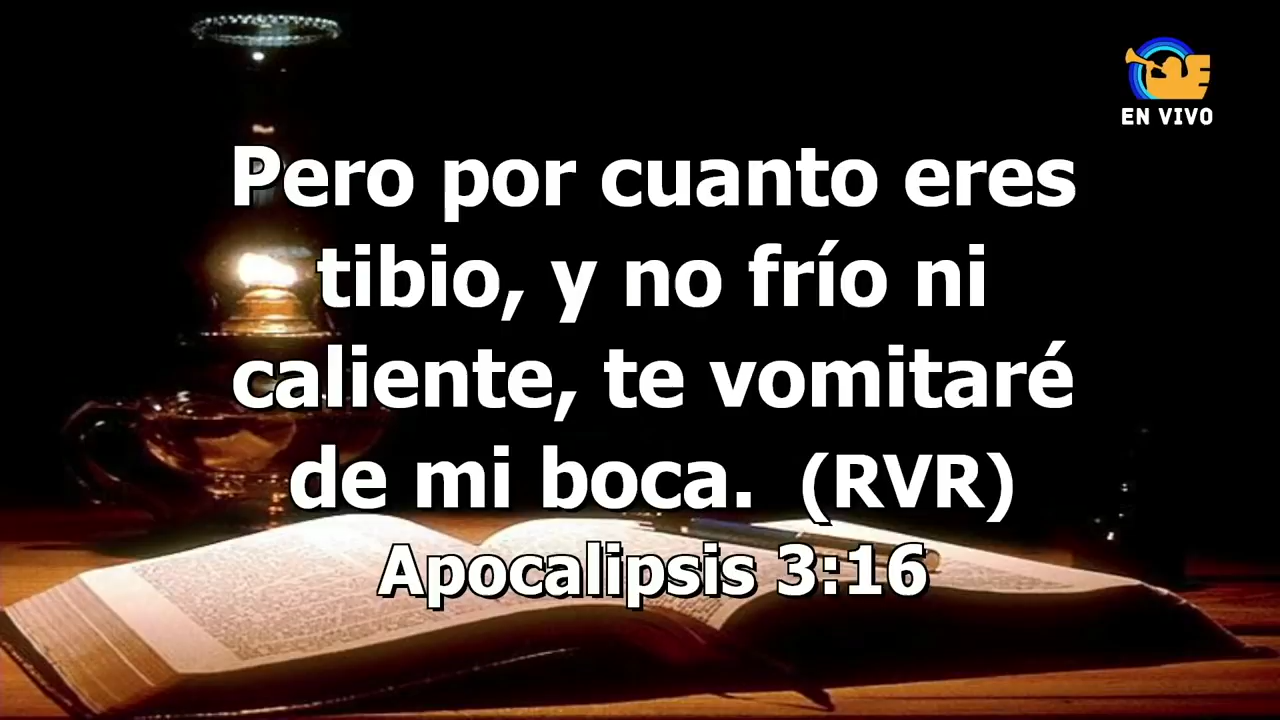 EN VIVO
Pero por cuanto eres
tibio, y no frío ni
caliente, te vomitaré
de mi boca.  (RVR)
Apocalipsis 3:16